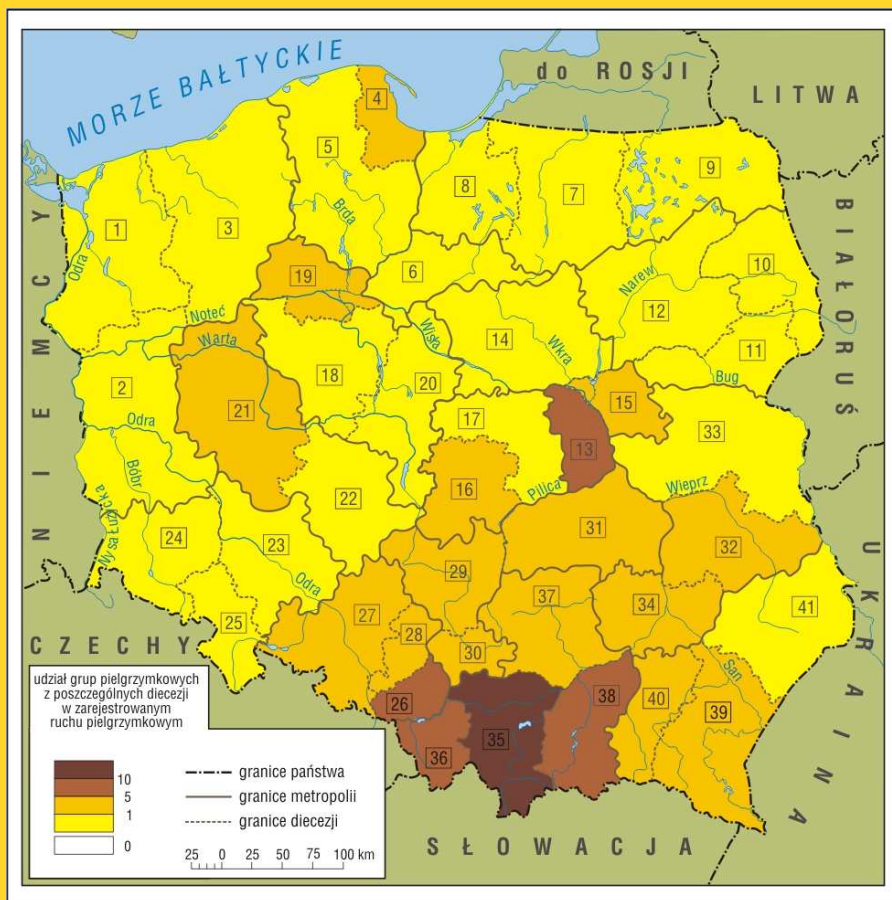 MORZE BAŁTYCKIE
do ROSJI
LITWA
BIAŁORUŚ
UKRAINA
SŁOWACJA
CZECHY
NIEMCY
4
5
8
7
9
1
3
Brda
Odra
6
10
19
Narew
12
Noteć
Wisła
14
Wkra
11
Warta
18
20
Bug
2
21
15
17
33
Odra
13
Bóbr
22
16
Pilica
Wieprz
Nysa Łużycka
24
23
31
32
29
Odra
25
27
37
34
41
28
30
San
26
38
40
39
36
35
udział grup pielgrzymkowych
z poszczególnych diecezji
w zarejestrowanym
ruchu pielgrzymkowym
10
5
1
0
granice państwa
granice metropolii
granice diecezji
25 0 25 50 75 100 km